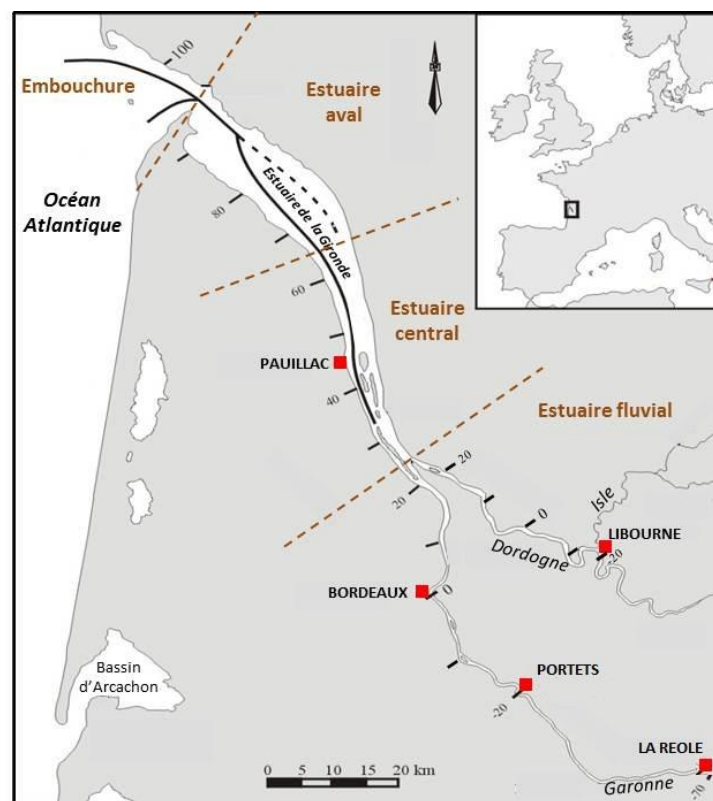 100
Embouchure
Estuaire
aval
Océan
Atlantique
80
Estuaire de la Gironde
60
Estuaire
central
PAUILLAC
40
Estuaire fluvial
20
20
0
Isle
LIBOURNE
-20
Dordogne
BORDEAUX
0
Bassin
d'Arcachon
PORTETS
-20
LA REOLE
Garonne
-70
0 5 10 15 20 km